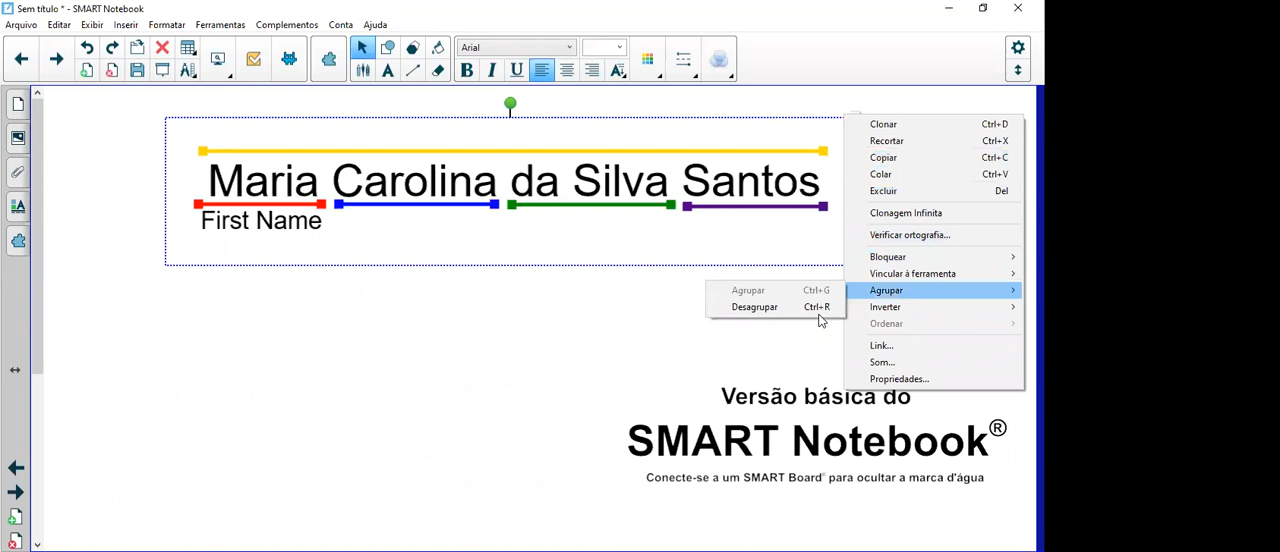 Sem título * - SMART Notebook
Arquivo Editar Exibir Inserir Formatar Ferramentas Complementos Conta Ajuda
Arial
B I U A
Maria Carolina da Silva Santos
First Name
Clonar Ctrl+D
Recortar Ctrl+X
Copiar Ctrl+C
Colar Ctrl+V
Excluir Del
Clonagem Infinita
Verificar ortografia...
Bloquear
Vincular à ferramenta
Agrupar
Agrupar Ctrl+G
Desagrupar Ctrl+R
Inverter
Ordenar
Link...
Som...
Propriedades...
Versão básica do
SMART Notebook®
Conecte-se a um SMART Board® para ocultar a marca d'água